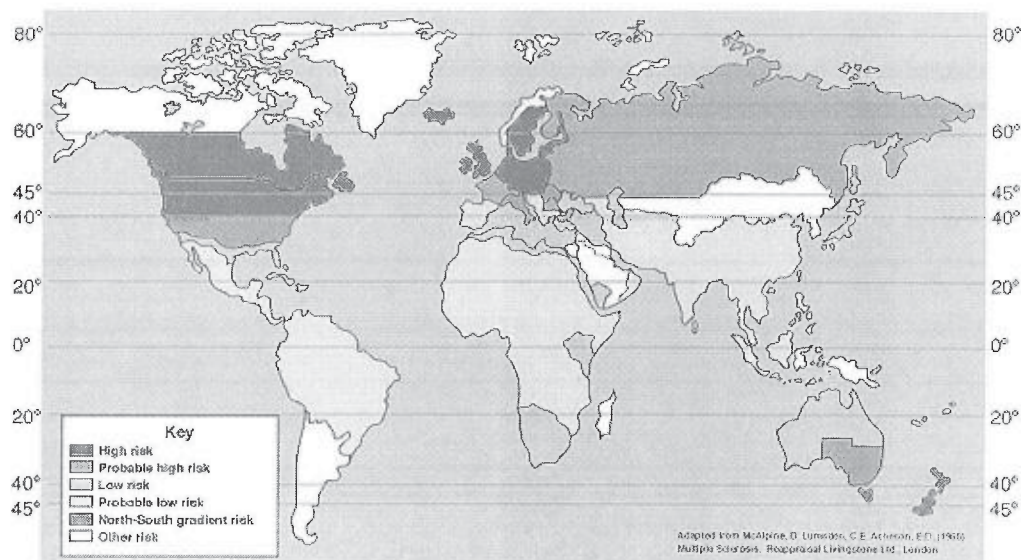 80°
80°
60°
60°
45°
45°
40°
40°
20°
20°
0°
0°
20°
20°
40°
40°
45°
45°
Key
High risk
Probable high risk
Low risk
Probable low risk
North-South gradient risk
Other risk
Adapted from McAlpine, D. Lumsden, C.E. Acheson, E.D.,
Multiple Sclerosis. Reappraisal Livingstone Ltd., London